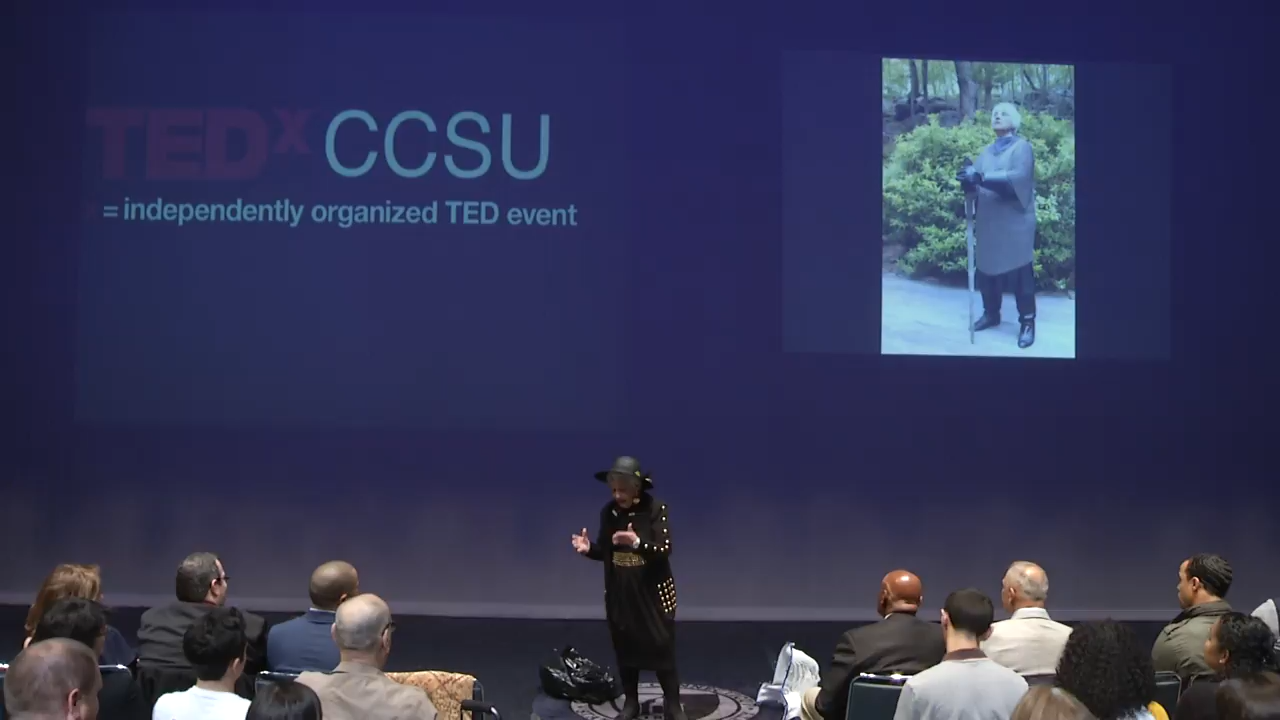 TEDx CCSU
x = independently organized TED event